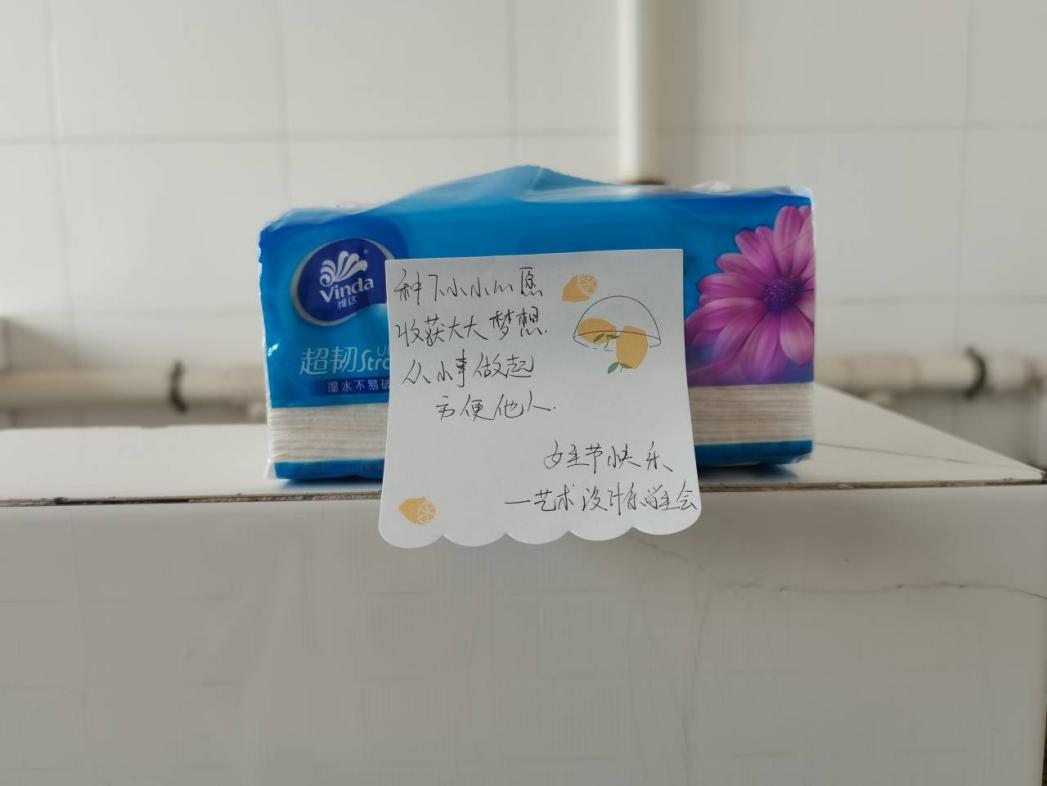 Vinda
维达
超韧
湿水不易破
种下小小心愿
收获大大梦想.
从小事做起
方便他人.
女生节快乐
—艺术设计系学生会